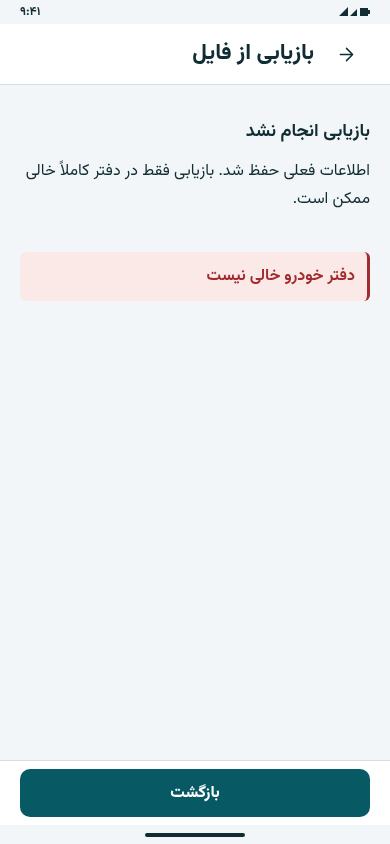 ۹:۴۱
بازیابی از فایل
بازیابی انجام نشد
اطلاعات فعلی حفظ شد. بازیابی فقط در دفتر کاملاً خالی
ممکن است.
دفتر خودرو خالی نیست
بازگشت